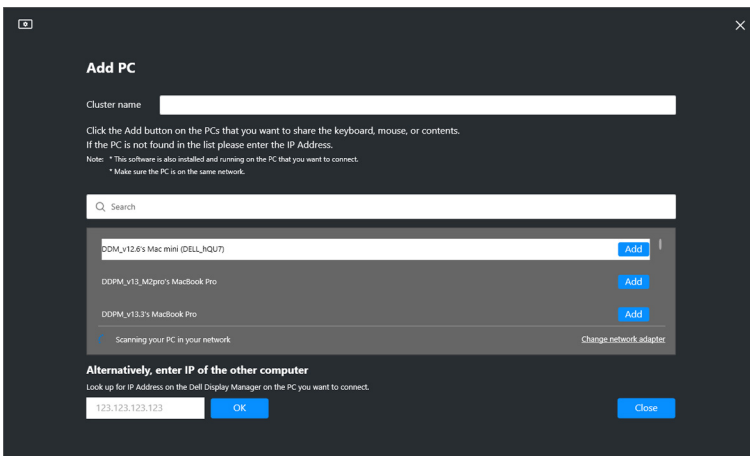 Add PC
Cluster name
Click the Add button on the PCs that you want to share the keyboard, mouse, or contents.
If the PC is not found in the list please enter the IP Address.
Note: * This software is also installed and running on the PC that you want to connect.
* Make sure the PC is on the same network.
Search
DDM_v12.6's Mac mini (DELL_hQU7) Add
DDPM_v13_M2pro's MacBook Pro Add
DDPM_v13.3's MacBook Pro Add
Scanning your PC in your network Change network adapter
Alternatively, enter IP of the other computer
Look up for IP Address on the Dell Display Manager on the PC you want to connect.
123.123.123.123 OK Close